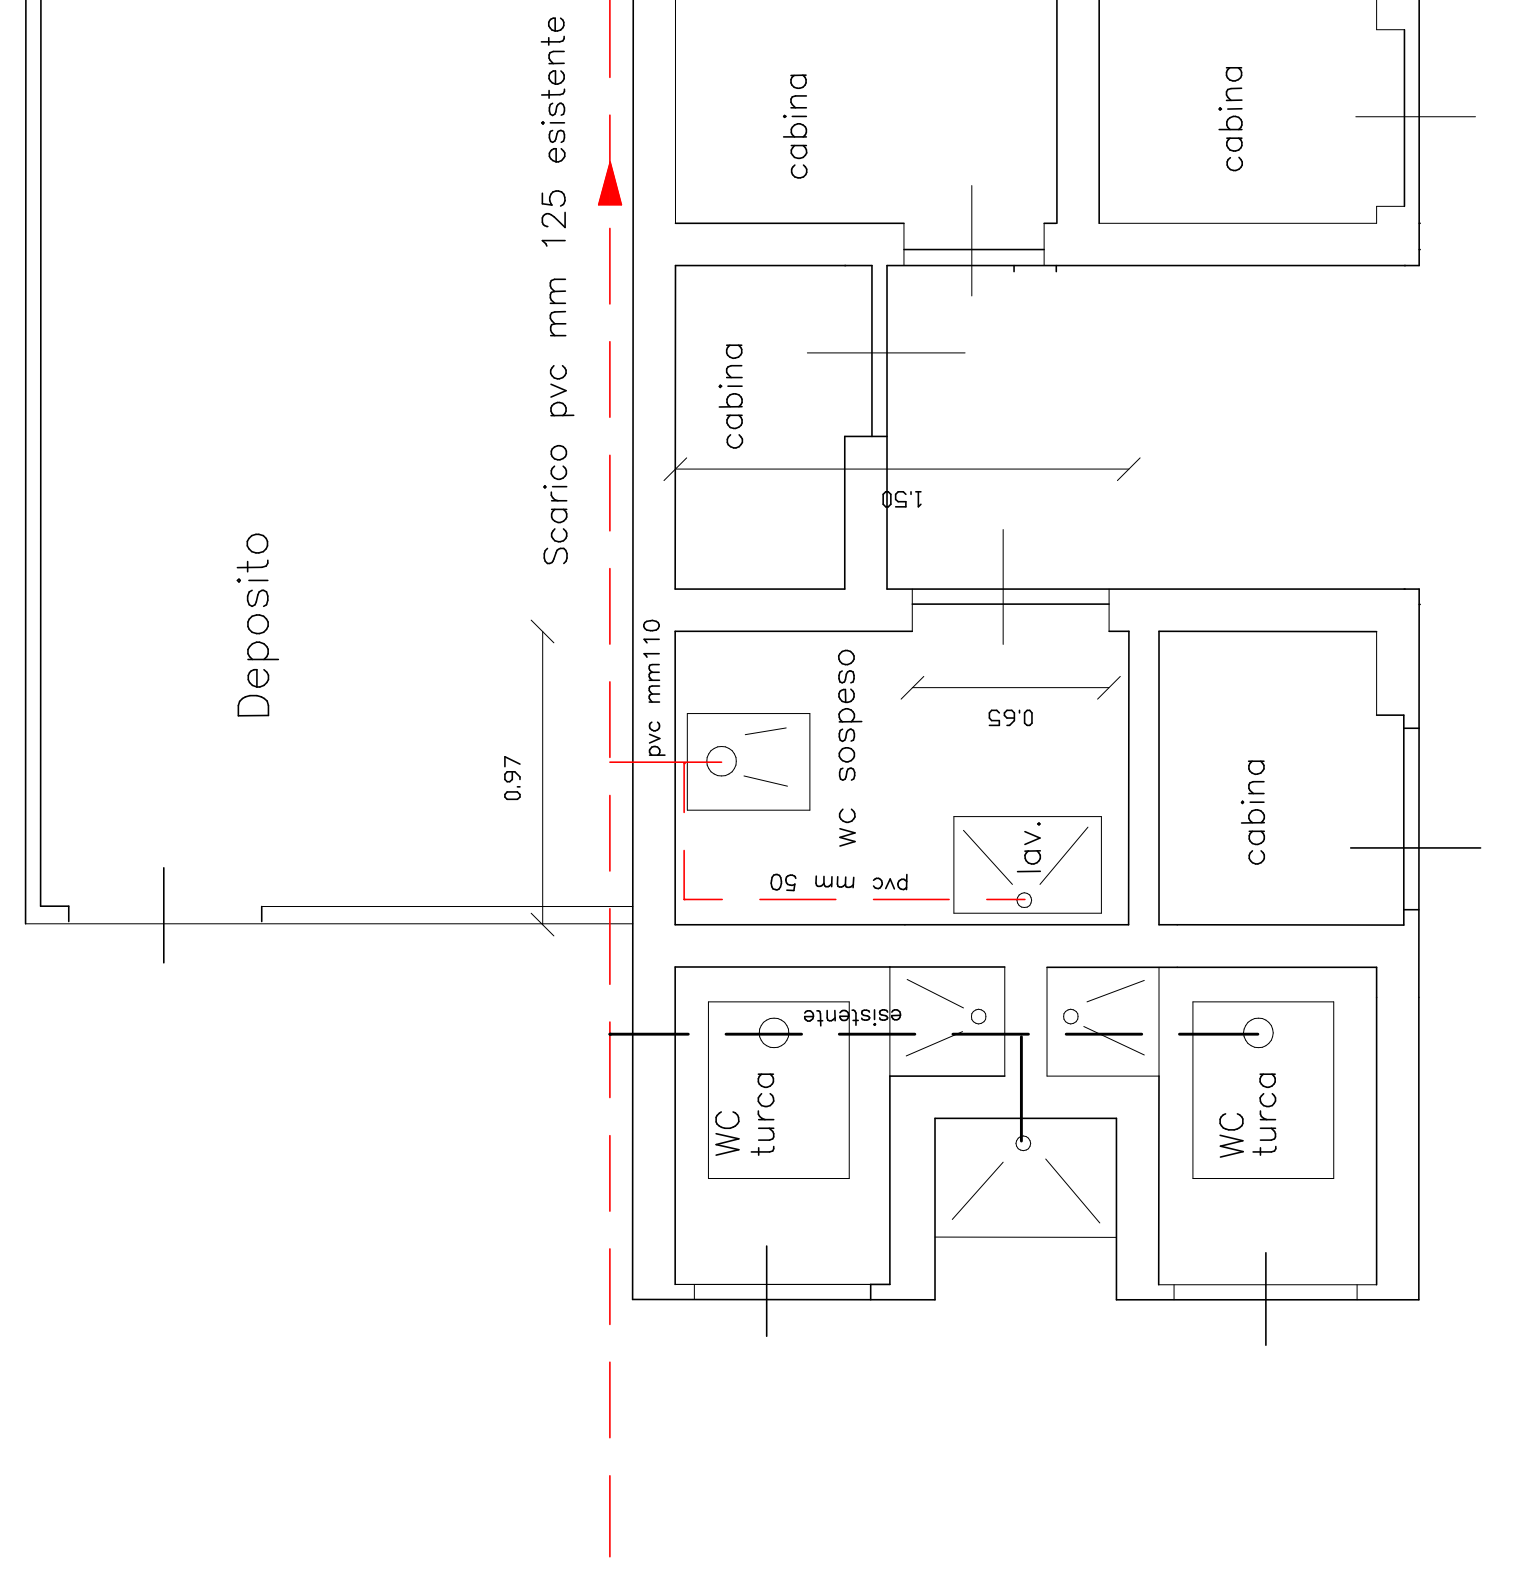 cabina
cabina
Scarico pvc mm 125 esistente
cabina
1.50
Deposito
pvc mm110
wc sospeso
0.65
0.97
cabina
lav.
pvc mm 50
esistente
WC
turca
WC
turca